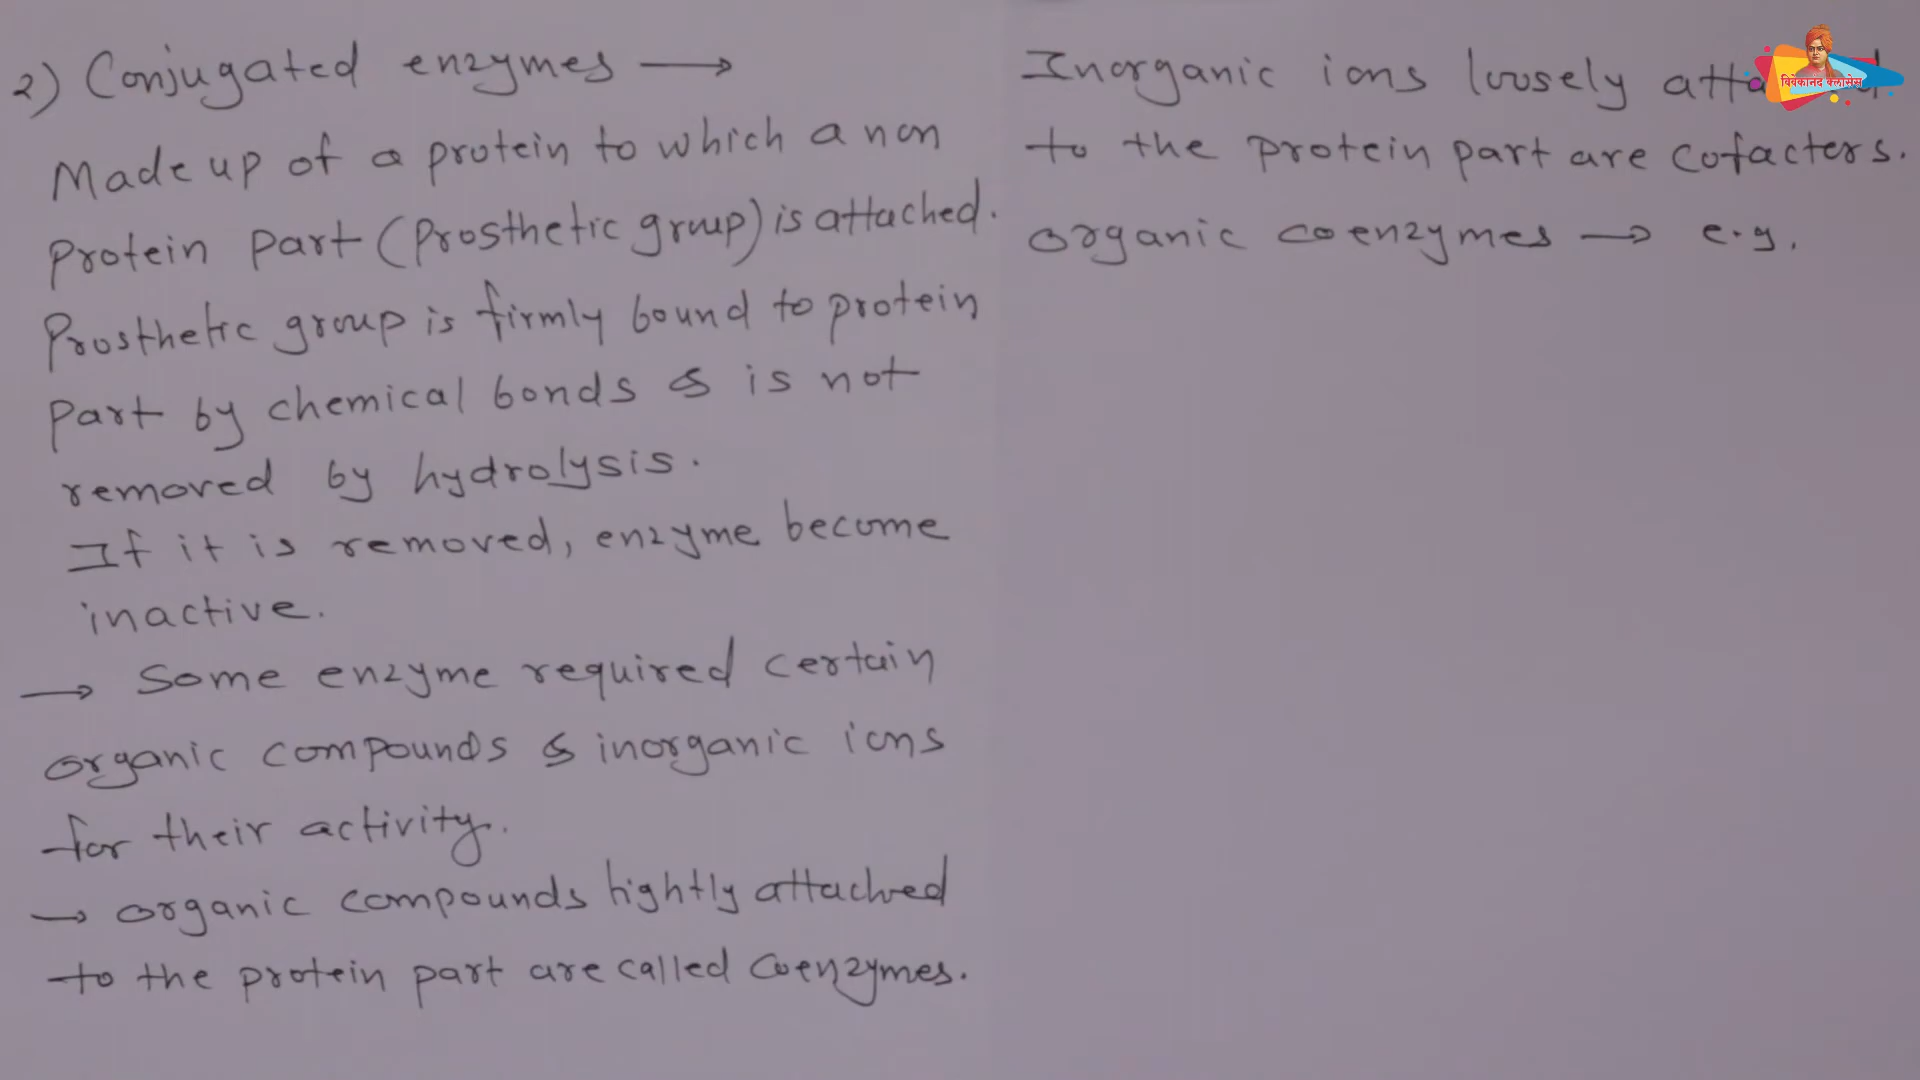 2) Conjugated enzymes →
Made up of a protein to which a non
protein part (prosthetic group) is attached.
Prosthetic group is firmly bound to protein
part by chemical bonds & is not
removed by hydrolysis.
If it is removed, enzyme become
inactive.
→ Some enzyme required certain
organic compounds & inorganic ions
for their activity.
→ organic compounds tightly attached
to the protein part are called coenzymes.
Inorganic ions loosely
to the protein part are cofactors.
organic coenzymes → e.g.
विवेकानंद क्लासेस